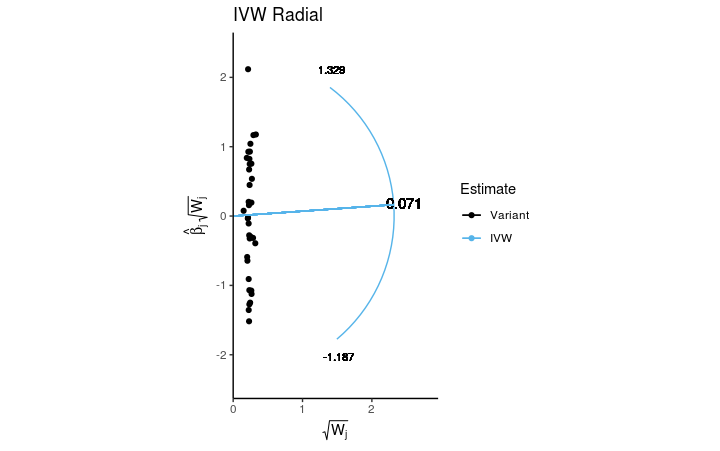 IVW Radial
1.329
2
1
0
-1
-2
0.071
-1.187
β̂j√Wj
0 1 2
√Wj
Estimate
Variant
IVW